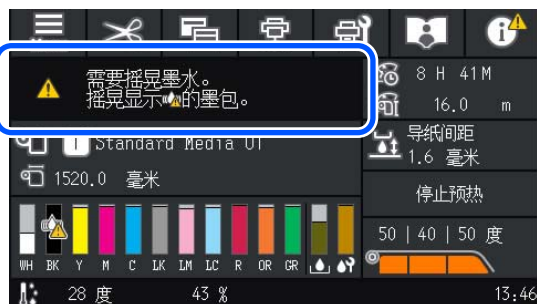 需要摇晃墨水。
摇晃显示的墨包。
8 H 41M
16.0 m
1 Standard Media 01
导纸间距
1.6 毫米
1520.0 毫米
停止预热
50 | 40 | 50 度
WH BK Y M C LK LM LC R OR GR
28 度 43 % 13:46